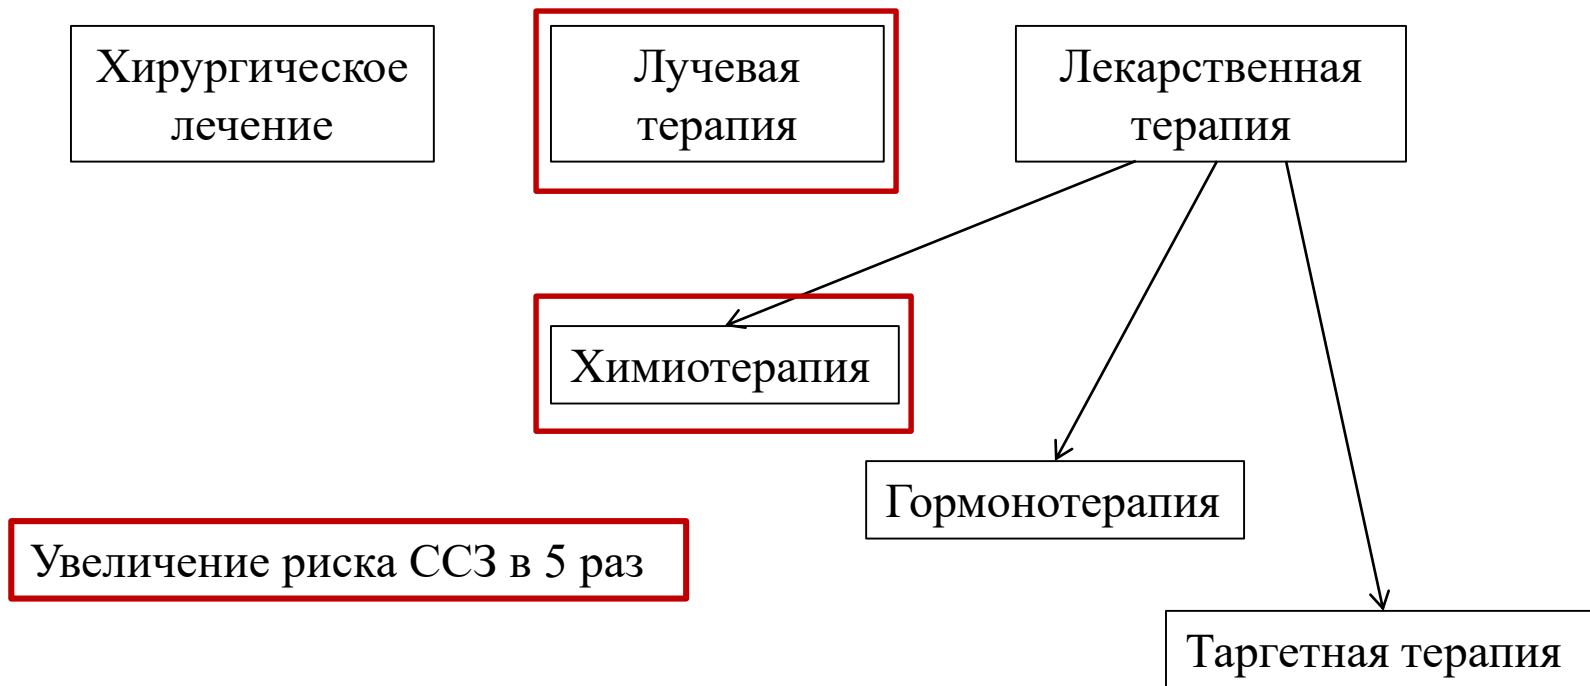 Хирургическое
лечение
Лучевая
терапия
Лекарственная
терапия
Химиотерапия
Гормонотерапия
Увеличение риска ССЗ в 5 раз
Таргетная терапия